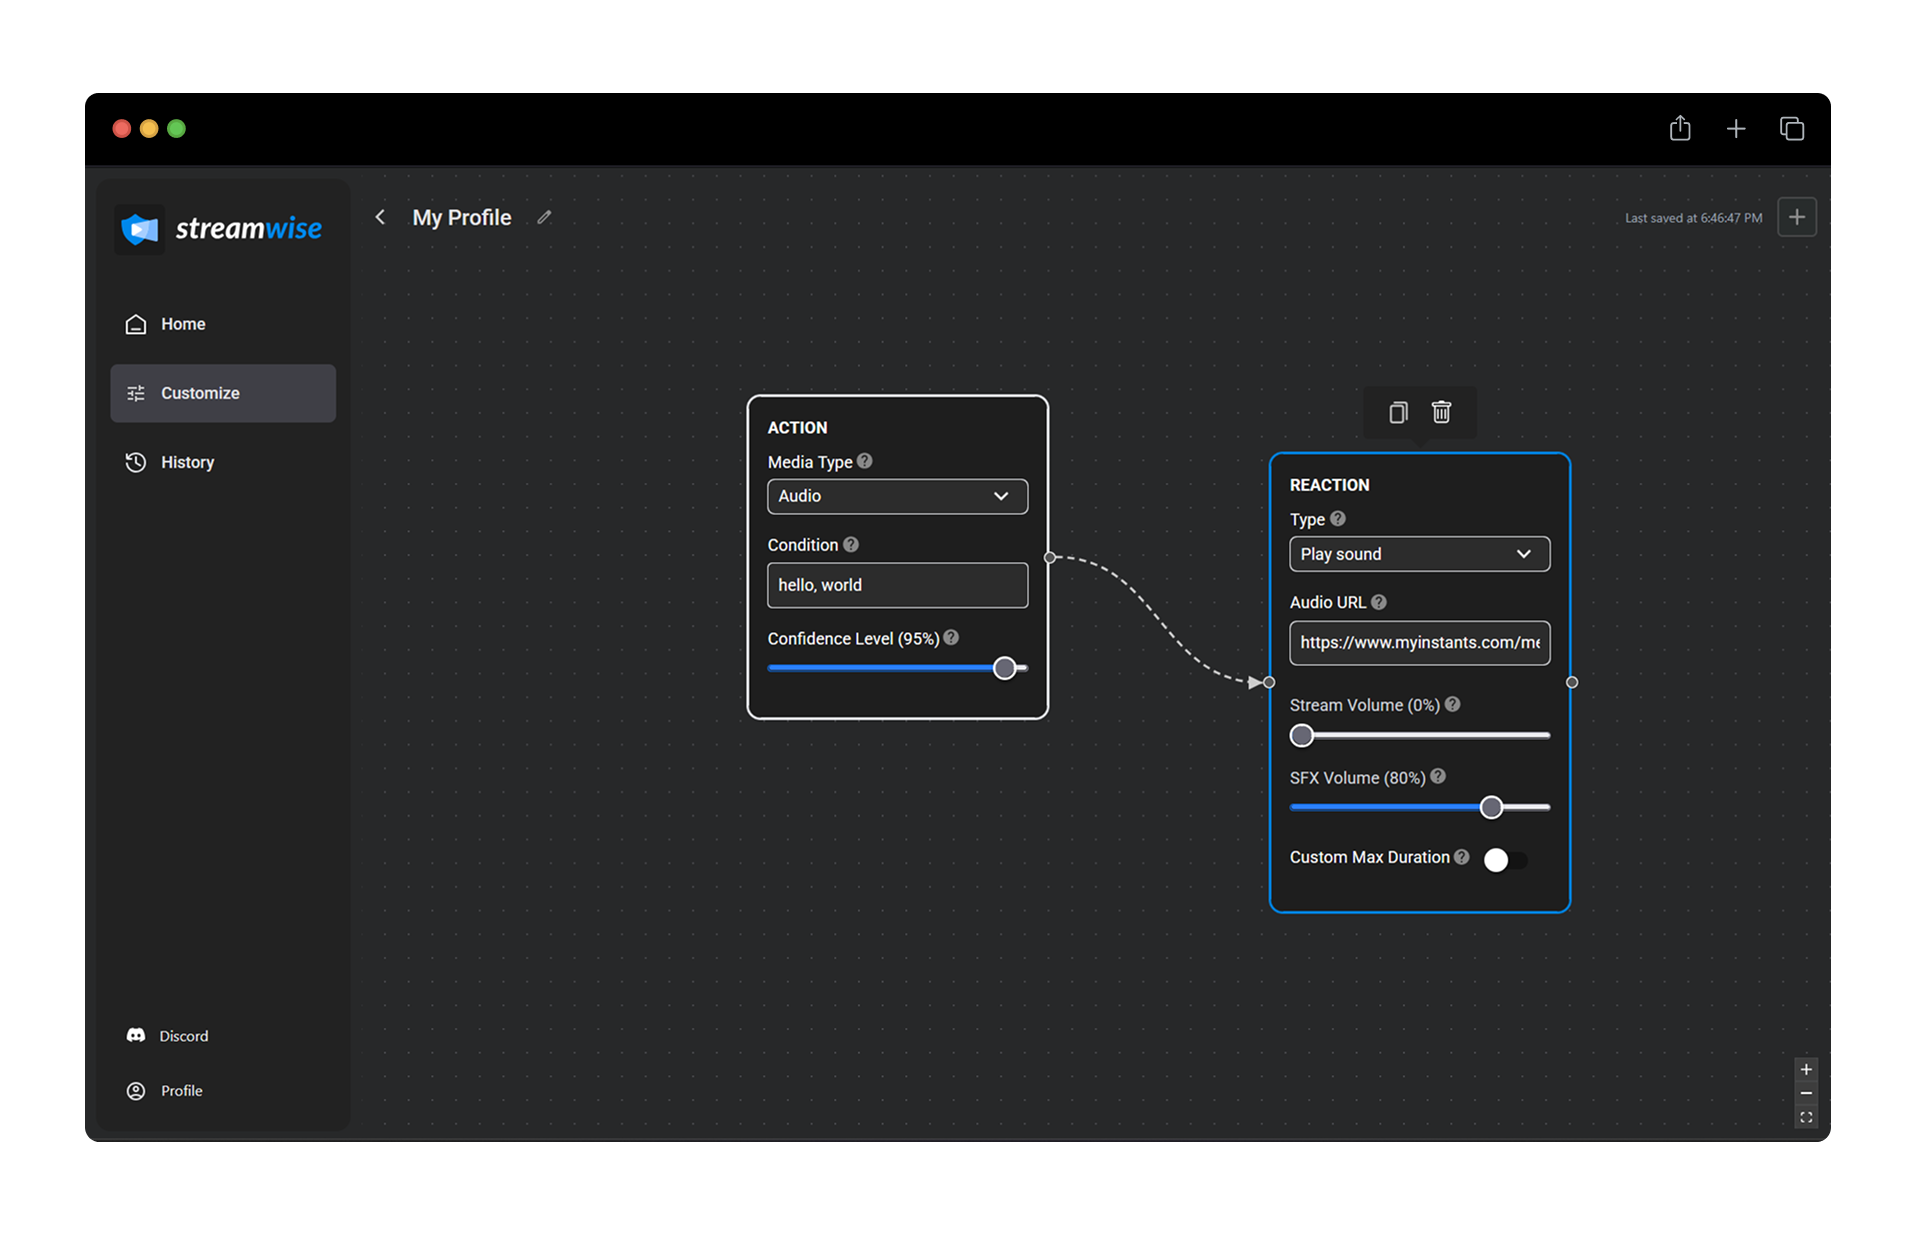 streamwise
My Profile
Last saved at 6:46:47 PM
Home
Customize
History
Discord
Profile
ACTION
Media Type
Audio
Condition
hello, world
Confidence Level (95%)
REACTION
Type
Play sound
Audio URL
https://www.myinstants.com/me
Stream Volume (0%)
SFX Volume (80%)
Custom Max Duration